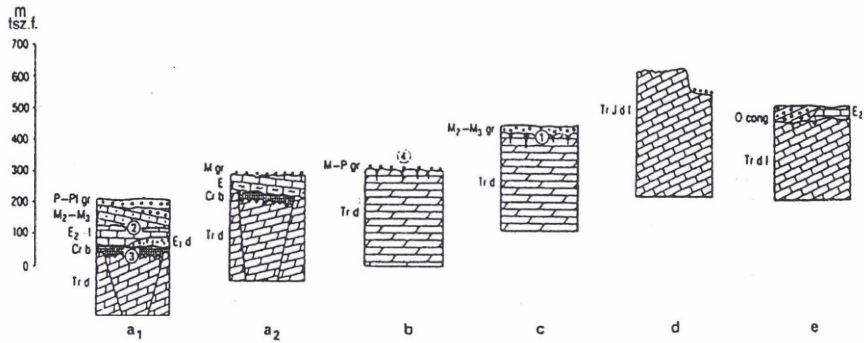 m
tsz.f.
700
600
500
400
300
200
100
0
P–Pl gr
M₂–M₃
E₂–l
Cr b
Tr d
E₁ d
2
3
a₁
M gr
E
Cr b
Tr d
a₂
M–P gr
4
Tr d
b
M₂–M₃ gr
1
Tr d
c
Tr J d l
d
O cong
E₂
Tr d l
e